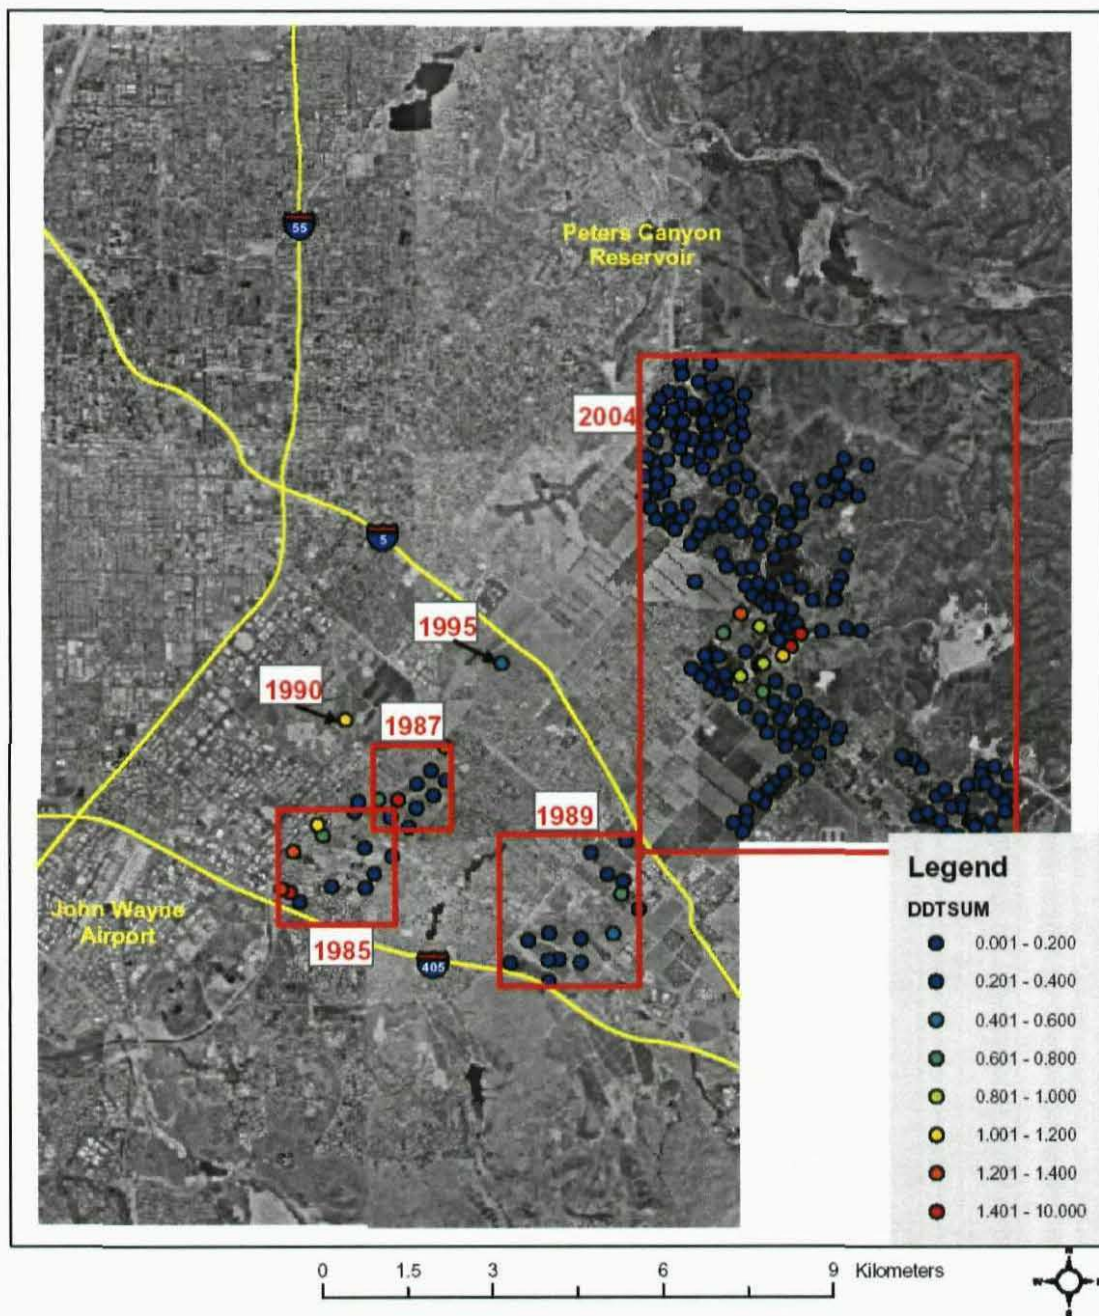 55
Peters Canyon
Reservoir
2004
5
1995
1990
1987
1989
John Wayne
Airport
1985
405
Legend
DDTSUM
0.001 - 0.200
0.201 - 0.400
0.401 - 0.600
0.601 - 0.800
0.801 - 1.000
1.001 - 1.200
1.201 - 1.400
1.401 - 10.000
0 1.5 3 6 9 Kilometers